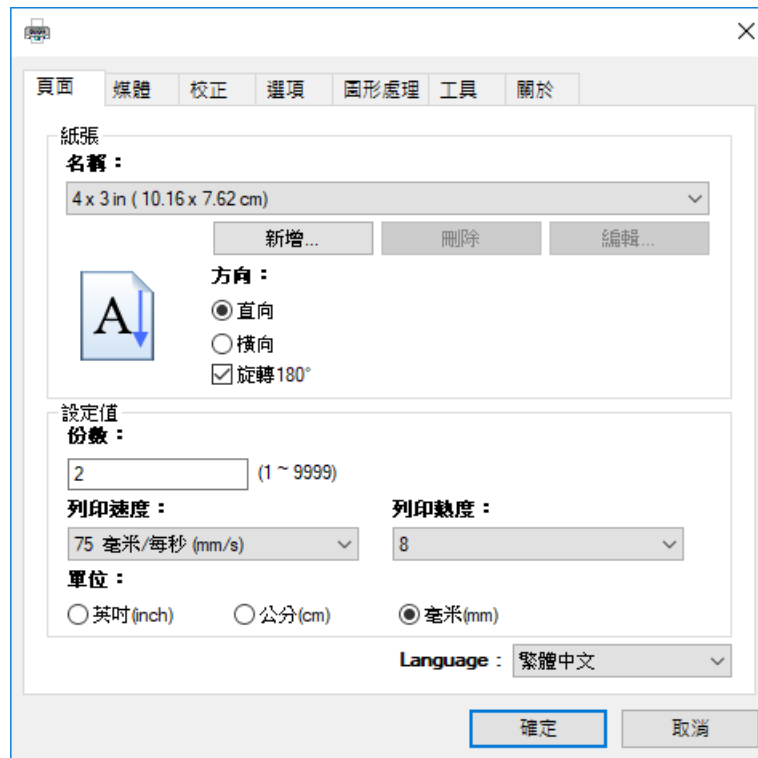 頁面 媒體 校正 選項 圖形處理 工具 關於
紙張
名稱：
4 x 3 in ( 10.16 x 7.62 cm)
新增... 刪除 編輯...
方向：
A
直向
橫向
旋轉180°
設定值
份數：
2 (1 ~ 9999)
列印速度： 列印熱度：
75 毫米/每秒 (mm/s) 8
單位：
英吋(inch) 公分(cm) 毫米(mm)
Language : 繁體中文
確定 取消